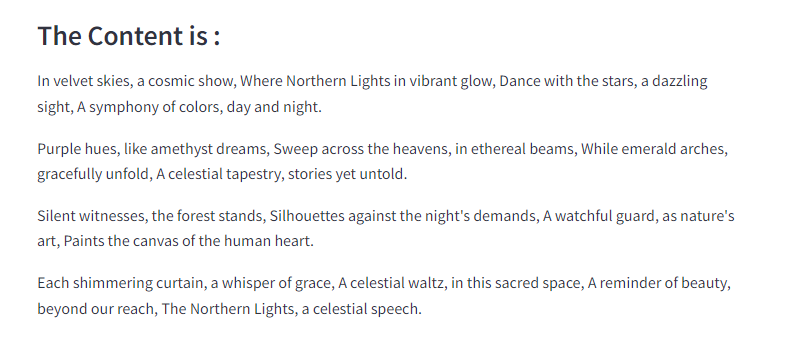 The Content is :
In velvet skies, a cosmic show, Where Northern Lights in vibrant glow, Dance with the stars, a dazzling
sight, A symphony of colors, day and night.
Purple hues, like amethyst dreams, Sweep across the heavens, in ethereal beams, While emerald arches,
gracefully unfold, A celestial tapestry, stories yet untold.
Silent witnesses, the forest stands, Silhouettes against the night's demands, A watchful guard, as nature's
art, Paints the canvas of the human heart.
Each shimmering curtain, a whisper of grace, A celestial waltz, in this sacred space, A reminder of beauty,
beyond our reach, The Northern Lights, a celestial speech.